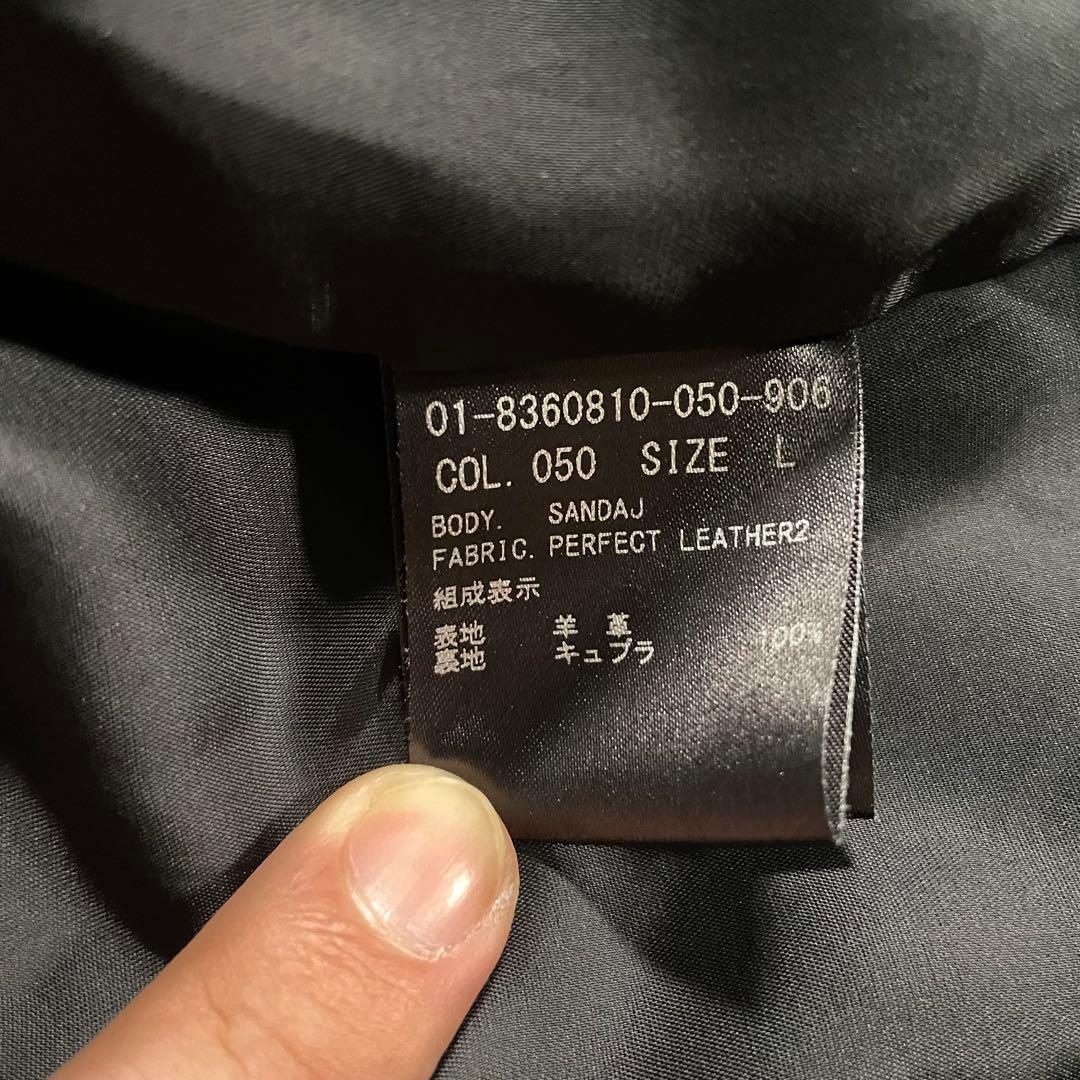 01-8360810-050-906
COL. 050 SIZE L
BODY. SANDAJ
FABRIC. PERFECT LEATHER2
組成表示
表地 羊 革
裏地 キュプラ 100%